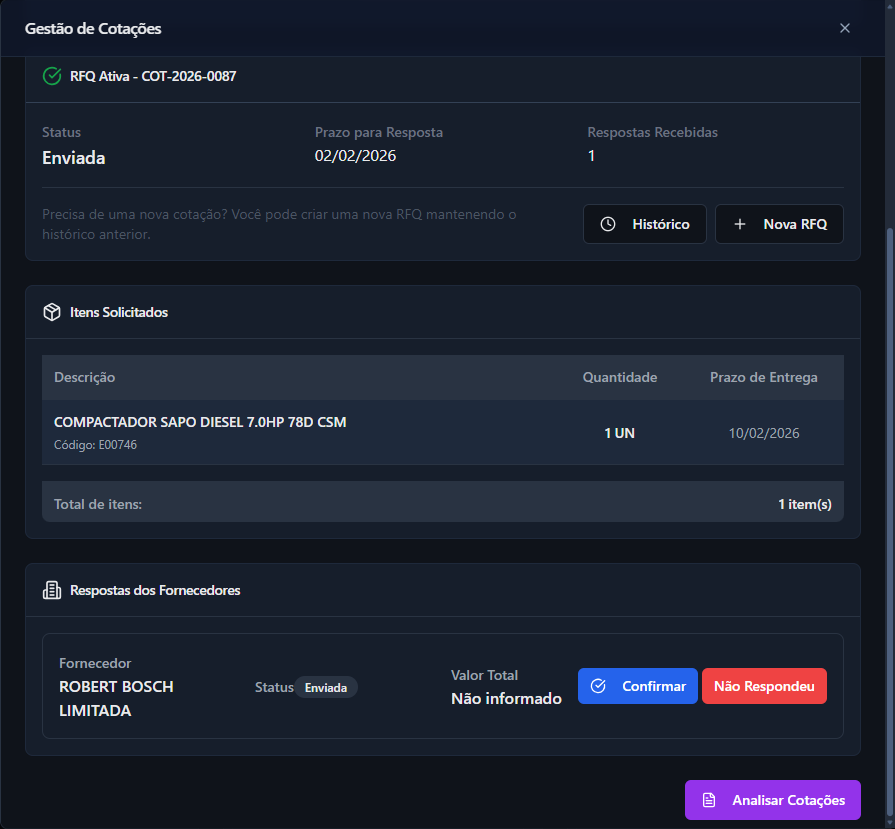 Gestão de Cotações
RFQ Ativa - COT-2026-0087
Status
Prazo para Resposta
Respostas Recebidas
Enviada
02/02/2026
1
Precisa de uma nova cotação? Você pode criar uma nova RFQ mantenendo o
histórico anterior.
Histórico
Nova RFQ
Itens Solicitados
Descrição
Quantidade
Prazo de Entrega
COMPACTADOR SAPO DIESEL 7.0HP 78D CSM
Código: E00746
1 UN
10/02/2026
Total de itens:
1 item(s)
Respostas dos Fornecedores
Fornecedor
ROBERT BOSCH
LIMITADA
Status
Enviada
Valor Total
Não informado
Confirmar
Não Respondeu
Analisar Cotações